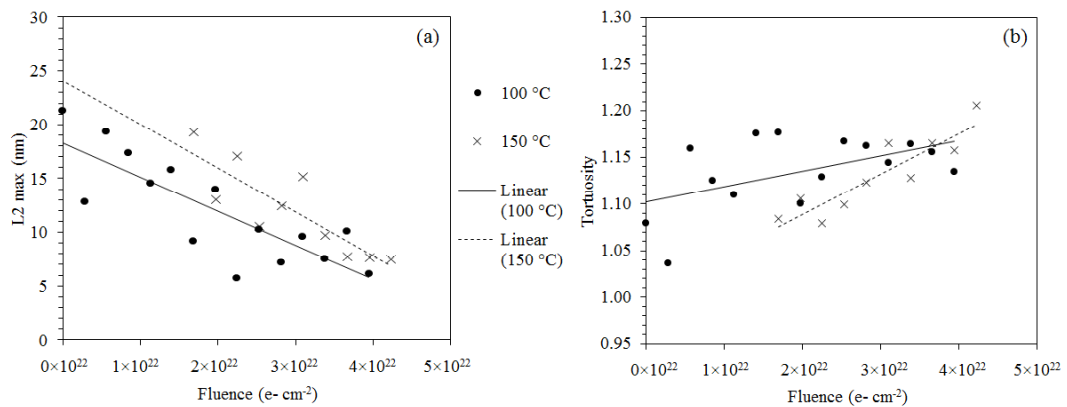 30
25
20
15
10
5
0
L2 max (nm)
(a)
0×10²²
1×10²²
2×10²²
3×10²²
4×10²²
5×10²²
Fluence (e- cm⁻²)
100 °C
150 °C
Linear
(100 °C)
Linear
(150 °C)
1.30
1.25
1.20
1.15
1.10
1.05
1.00
0.95
Tortuosity
(b)
0×10²²
1×10²²
2×10²²
3×10²²
4×10²²
5×10²²
Fluence (e- cm⁻²)